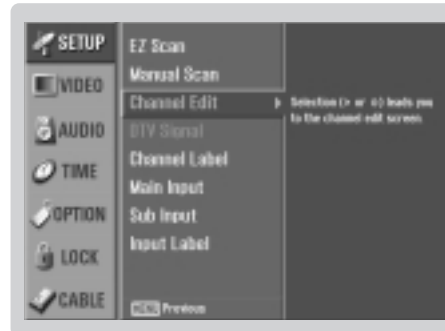 SETUP
VIDEO
AUDIO
TIME
OPTION
LOCK
CABLE
EZ Scan
Manual Scan
Channel Edit
DTV Signal
Channel Label
Main Input
Sub Input
Input Label
MENU Previous
Selection (> or ⊙) leads you
to the channel edit screen.